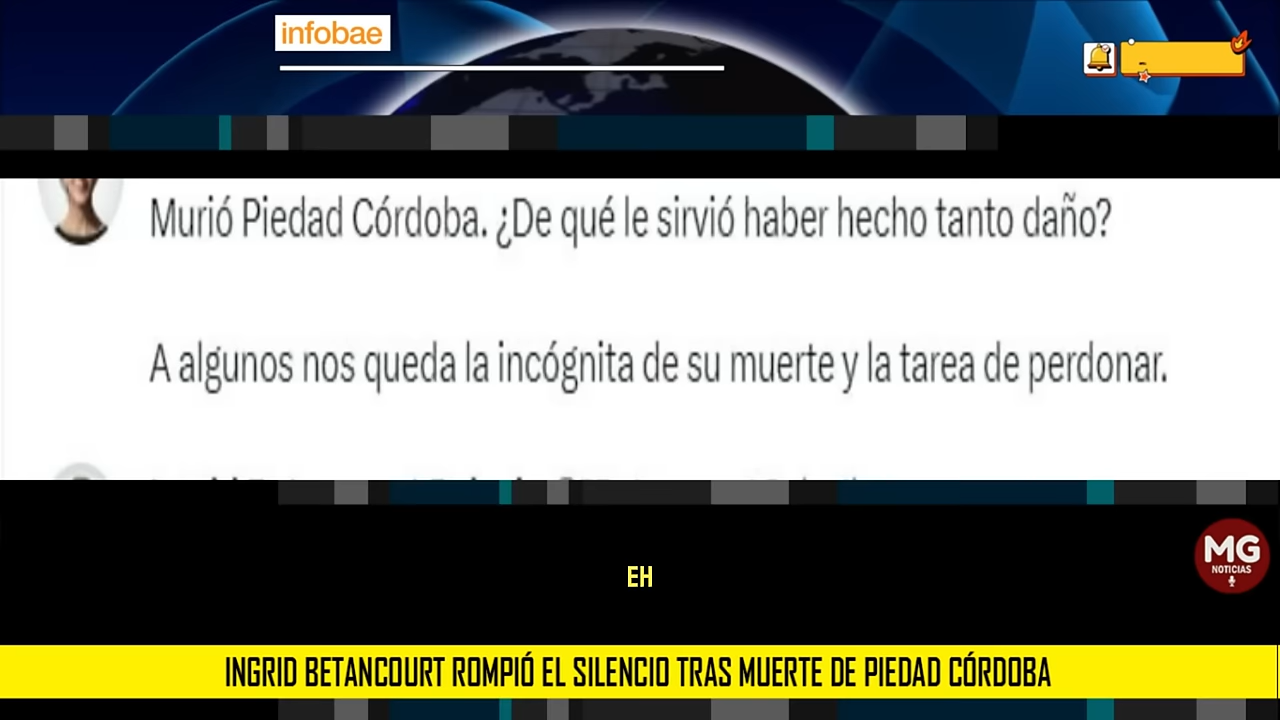 infobae
Murió Piedad Córdoba. ¿De qué le sirvió haber hecho tanto daño?
A algunos nos queda la incógnita de su muerte y la tarea de perdonar.
EH
MG
NOTICIAS
INGRID BETANCOURT ROMPIÓ EL SILENCIO TRAS MUERTE DE PIEDAD CÓRDOBA